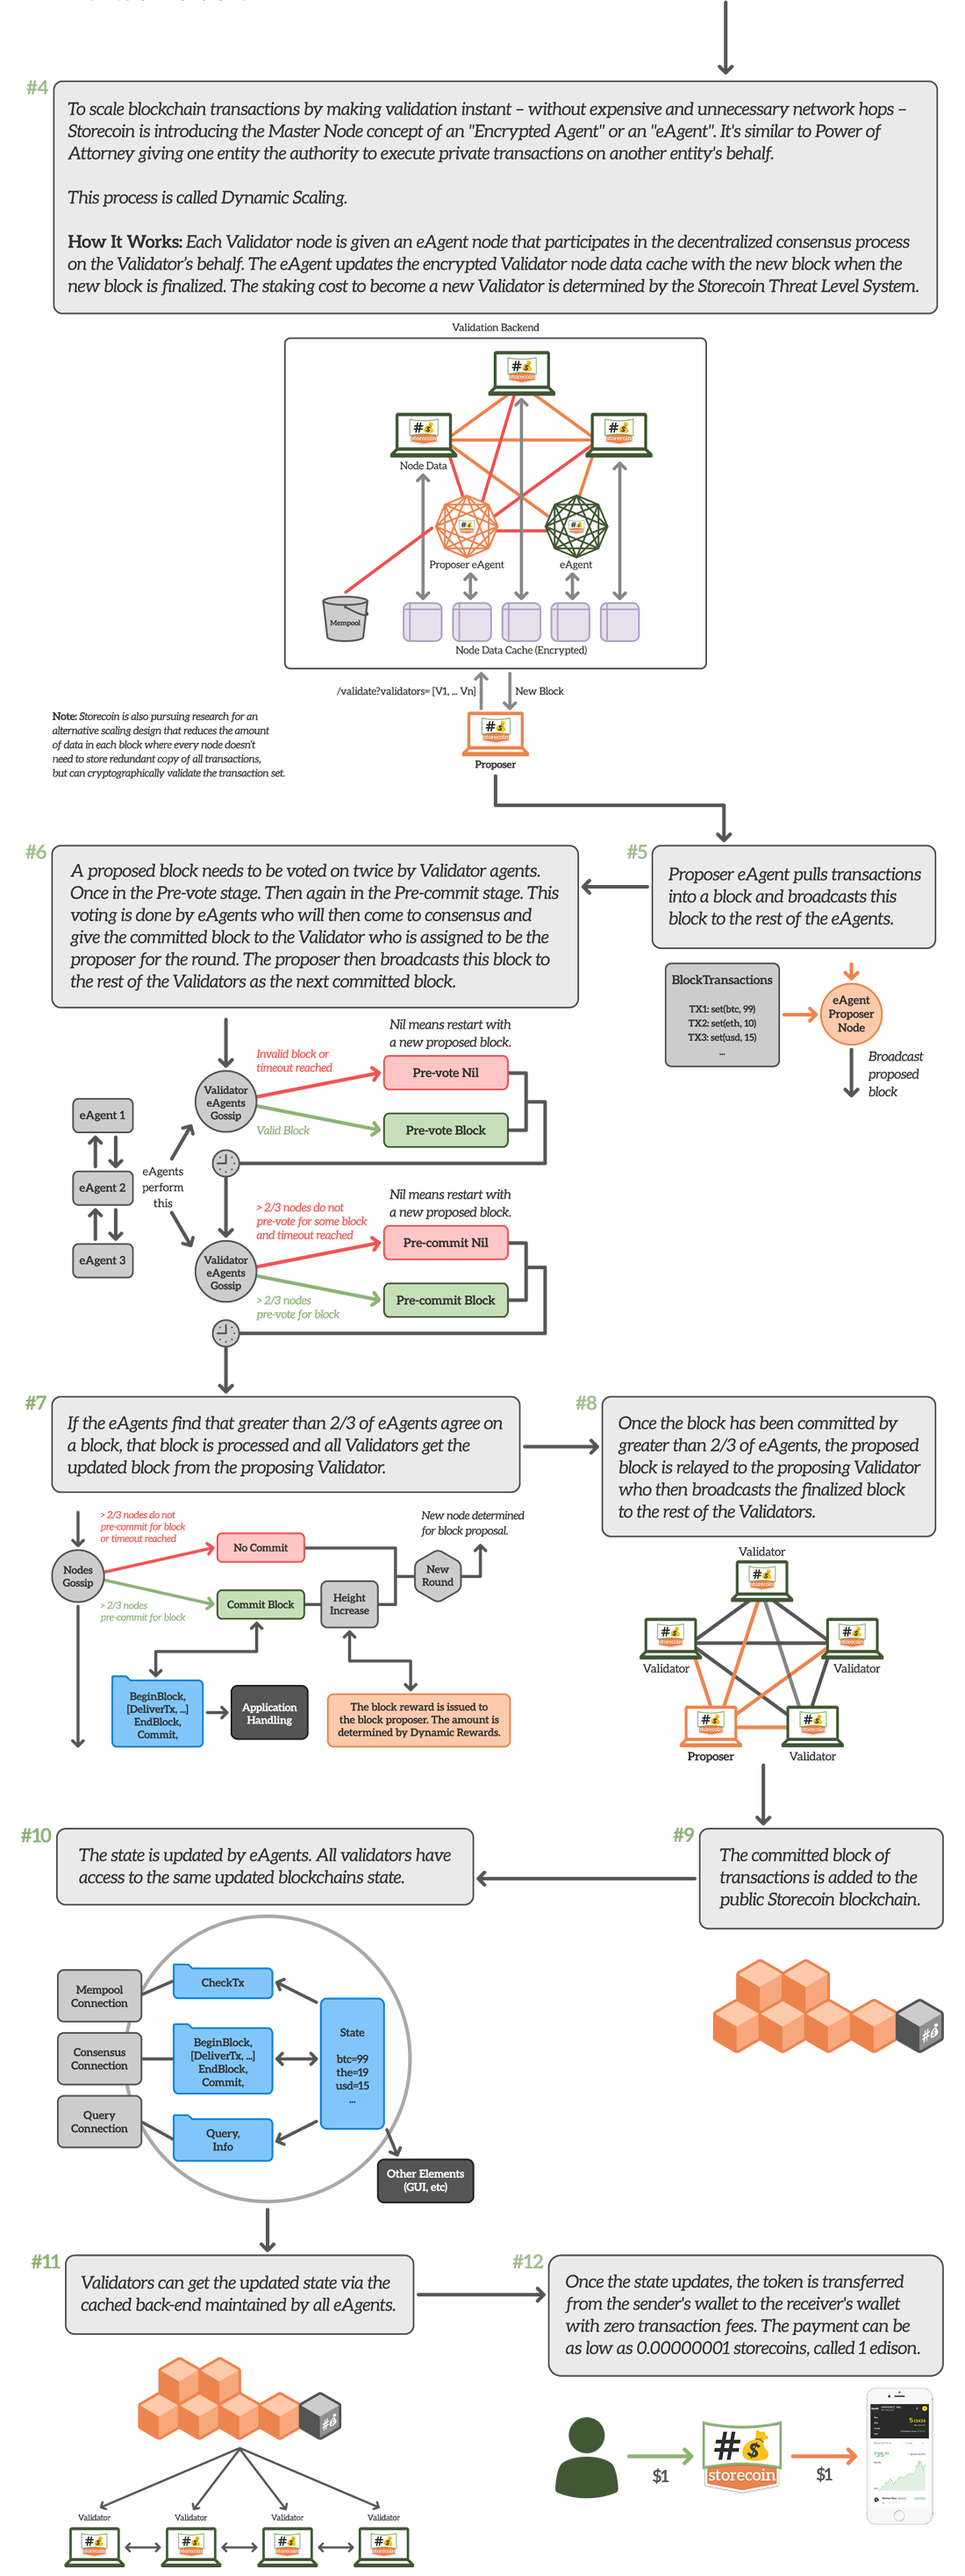 #4
To scale blockchain transactions by making validation instant – without expensive and unnecessary network hops –
Storecoin is introducing the Master Node concept of an "Encrypted Agent" or an "eAgent". It's similar to Power of
Attorney giving one entity the authority to execute private transactions on another entity's behalf.
This process is called Dynamic Scaling.
How It Works: Each Validator node is given an eAgent node that participates in the decentralized consensus process
on the Validator's behalf. The eAgent updates the encrypted Validator node data cache with the new block when the
new block is finalized. The staking cost to become a new Validator is determined by the Storecoin Threat Level System.
Validation Backend
Node Data
Proposer eAgent
eAgent
Mempool
Node Data Cache (Encrypted)
/validate?validators= [V1, ... Vn]
New Block
Proposer
Note: Storecoin is also pursuing research for an
alternative scaling design that reduces the amount
of data in each block where every node doesn't
need to store redundant copy of all transactions,
but can cryptographically validate the transaction set.
#5
Proposer eAgent pulls transactions
into a block and broadcasts this
block to the rest of the eAgents.
BlockTransactions
TX1: set(btc, 99)
TX2: set(eth, 10)
TX3: set(usd, 15)
...
eAgent
Proposer
Node
Broadcast
proposed
block
#6
A proposed block needs to be voted on twice by Validator agents.
Once in the Pre-vote stage. Then again in the Pre-commit stage. This
voting is done by eAgents who will then come to consensus and
give the committed block to the Validator who is assigned to be the
proposer for the round. The proposer then broadcasts this block to
the rest of the Validators as the next committed block.
Nil means restart with
a new proposed block.
Invalid block or
timeout reached
Pre-vote Nil
Validator
eAgents
Gossip
Valid Block
Pre-vote Block
eAgent 1
eAgent 2
eAgent 3
eAgents
perform
this
Nil means restart with
a new proposed block.
> 2/3 nodes do not
pre-vote for some block
and timeout reached
Pre-commit Nil
Validator
eAgents
Gossip
> 2/3 nodes
pre-vote for block
Pre-commit Block
#7
If the eAgents find that greater than 2/3 of eAgents agree on
a block, that block is processed and all Validators get the
updated block from the proposing Validator.
> 2/3 nodes do not
pre-commit for block
or timeout reached
No Commit
Nodes
Gossip
> 2/3 nodes
pre-commit for block
Commit Block
Height
Increase
New
Round
New node determined
for block proposal.
BeginBlock,
[DeliverTx, ...]
EndBlock,
Commit,
Application
Handling
The block reward is issued to
the block proposer. The amount is
determined by Dynamic Rewards.
#8
Once the block has been committed by
greater than 2/3 of eAgents, the proposed
block is relayed to the proposing Validator
who then broadcasts the finalized block
to the rest of the Validators.
Validator
Validator
Validator
Proposer
Validator
#9
The committed block of
transactions is added to the
public Storecoin blockchain.
#10
The state is updated by eAgents. All validators have
access to the same updated blockchains state.
Mempool
Connection
CheckTx
Consensus
Connection
BeginBlock,
[DeliverTx, ...]
EndBlock,
Commit,
Query
Connection
Query,
Info
State
btc=99
the=19
usd=15
...
Other Elements
(GUI, etc)
#11
Validators can get the updated state via the
cached back-end maintained by all eAgents.
Validator
Validator
Validator
Validator
#12
Once the state updates, the token is transferred
from the sender's wallet to the receiver's wallet
with zero transaction fees. The payment can be
as low as 0.00000001 storecoins, called 1 edison.
$1
#
storecoin
$1